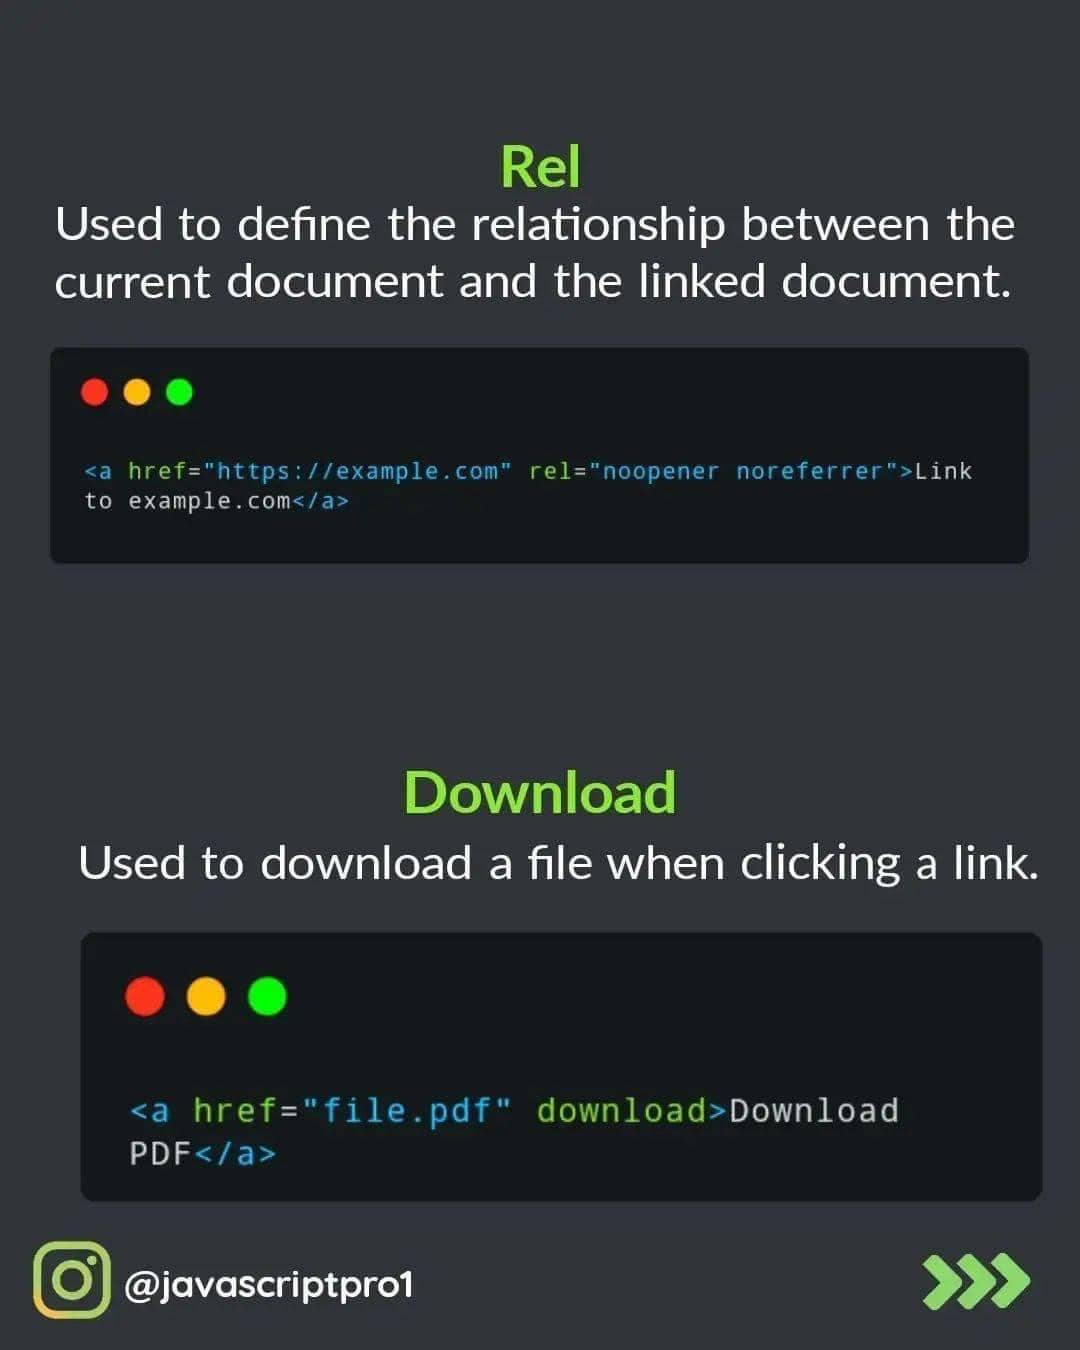 Rel
Used to define the relationship between the
current document and the linked document.
<a href="https://example.com" rel="noopener noreferrer">Link
to example.com</a>
Download
Used to download a file when clicking a link.
<a href="file.pdf" download>Download
PDF</a>
@javascriptpro1